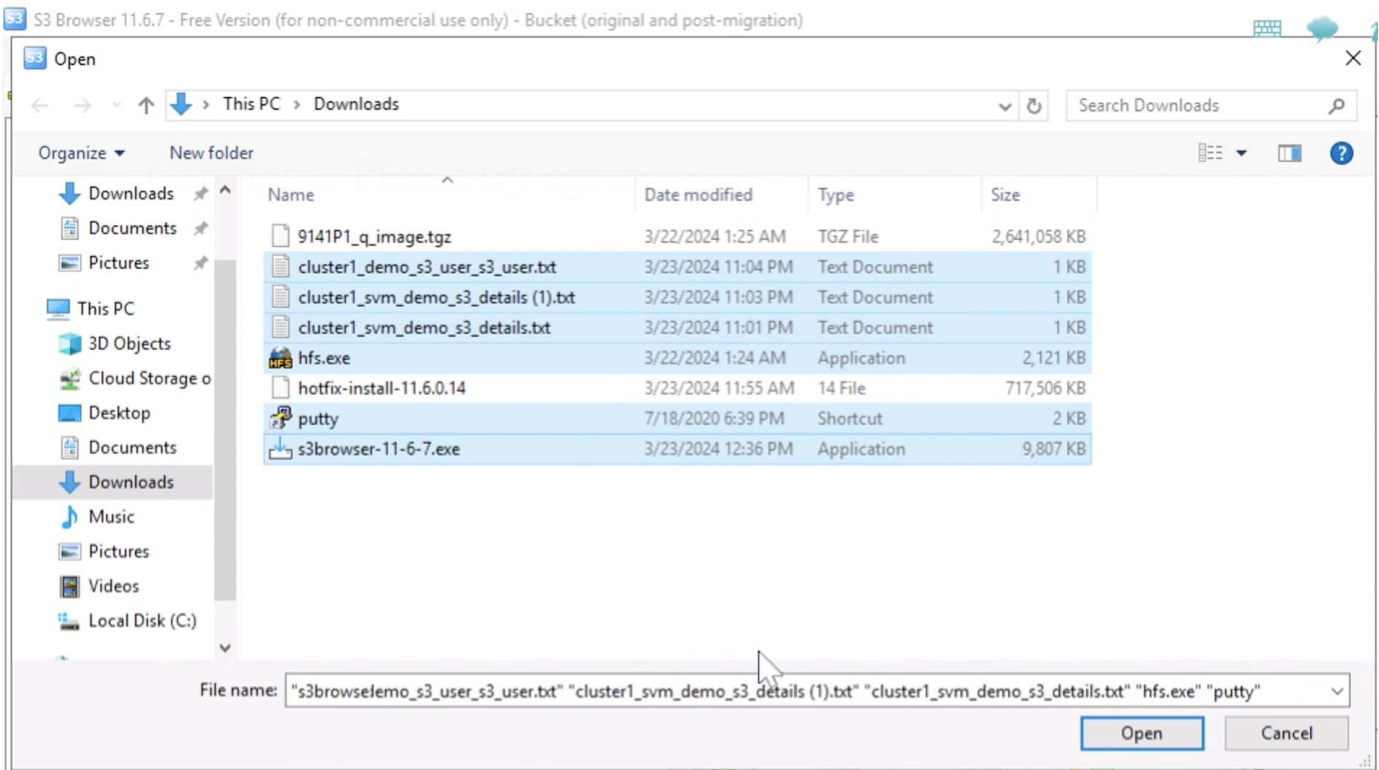 S3 Browser 11.6.7 - Free Version (for non-commercial use only) - Bucket (original and post-migration)
Open
This PC > Downloads
Search Downloads
Organize
New folder
Downloads
Documents
Pictures
This PC
3D Objects
Cloud Storage o
Desktop
Documents
Downloads
Music
Pictures
Videos
Local Disk (C:)
Name Date modified Type Size
9141P1_q_image.tgz 3/22/2024 1:25 AM TGZ File 2,641,058 KB
cluster1_demo_s3_user_s3_user.txt 3/23/2024 11:04 PM Text Document 1 KB
cluster1_svm_demo_s3_details (1).txt 3/23/2024 11:03 PM Text Document 1 KB
cluster1_svm_demo_s3_details.txt 3/23/2024 11:01 PM Text Document 1 KB
hfs.exe 3/22/2024 1:24 AM Application 2,121 KB
hotfix-install-11.6.0.14 3/23/2024 11:55 AM 14 File 717,506 KB
putty 7/18/2020 6:39 PM Shortcut 2 KB
s3browser-11-6-7.exe 3/23/2024 12:36 PM Application 9,807 KB
File name: "s3browselemo_s3_user_s3_user.txt" "cluster1_svm_demo_s3_details (1).txt" "cluster1_svm_demo_s3_details.txt" "hfs.exe" "putty"
Open
Cancel